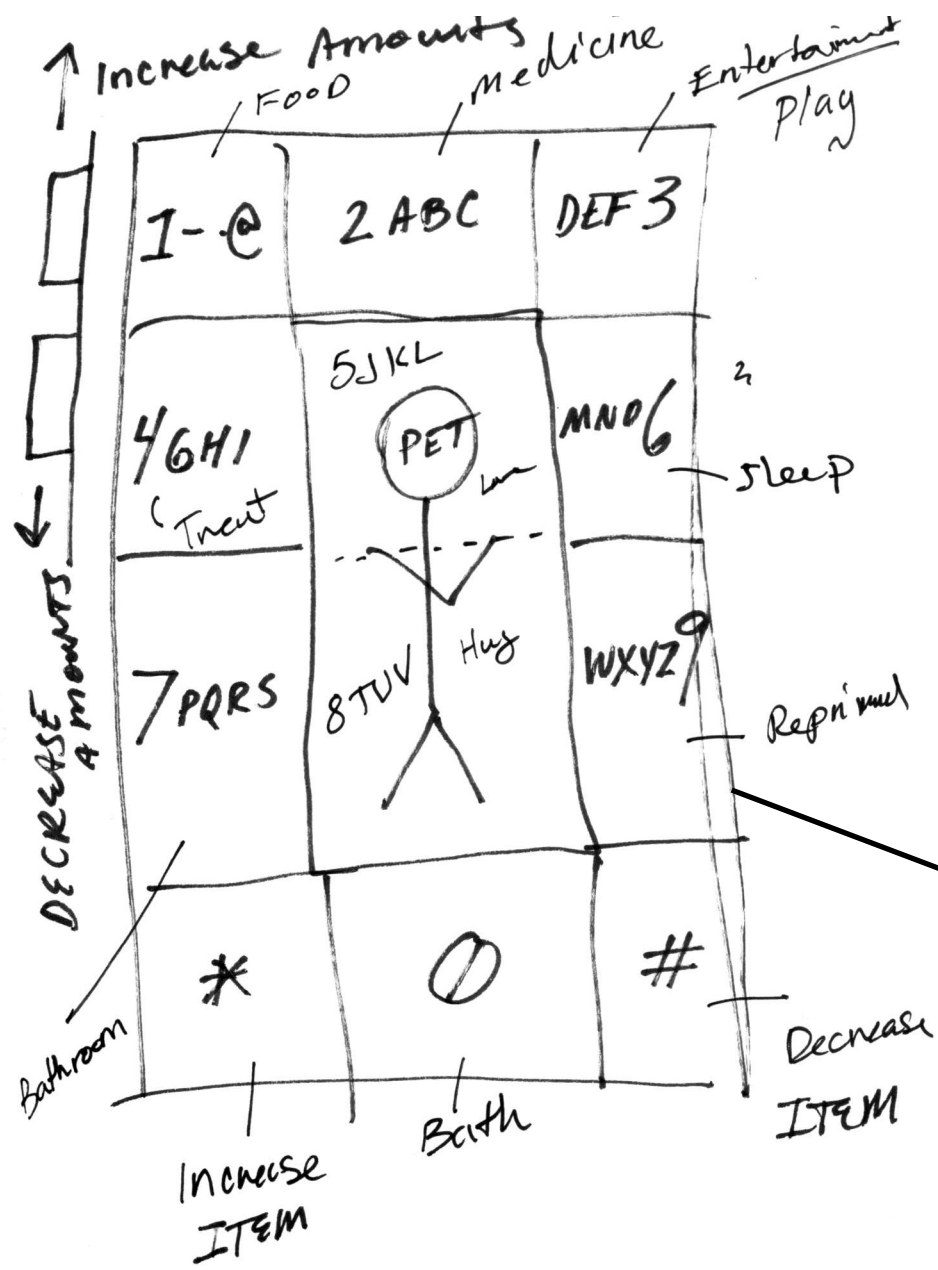 Increase Amounts
FOOD
medicine
Entertainment
Play
1-.@
2 ABC
DEF 3
5JKL
4GHI
Treat
PET
MNO6
Sleep
7PQRS
8TUV
Hug
WXYZ9
Reprimand
DECREASE
AMOUNTS
*
0
#
Bathroom
Increase
ITEM
Bath
Decrease
ITEM